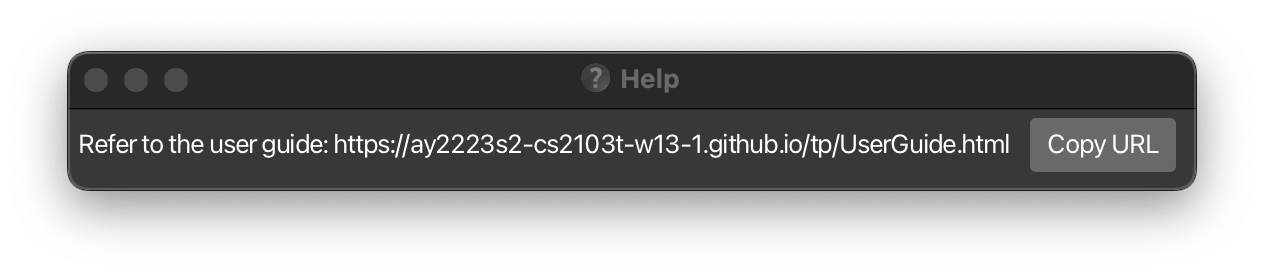 Help
Refer to the user guide: https://ay2223s2-cs2103t-w13-1.github.io/tp/UserGuide.html Copy URL